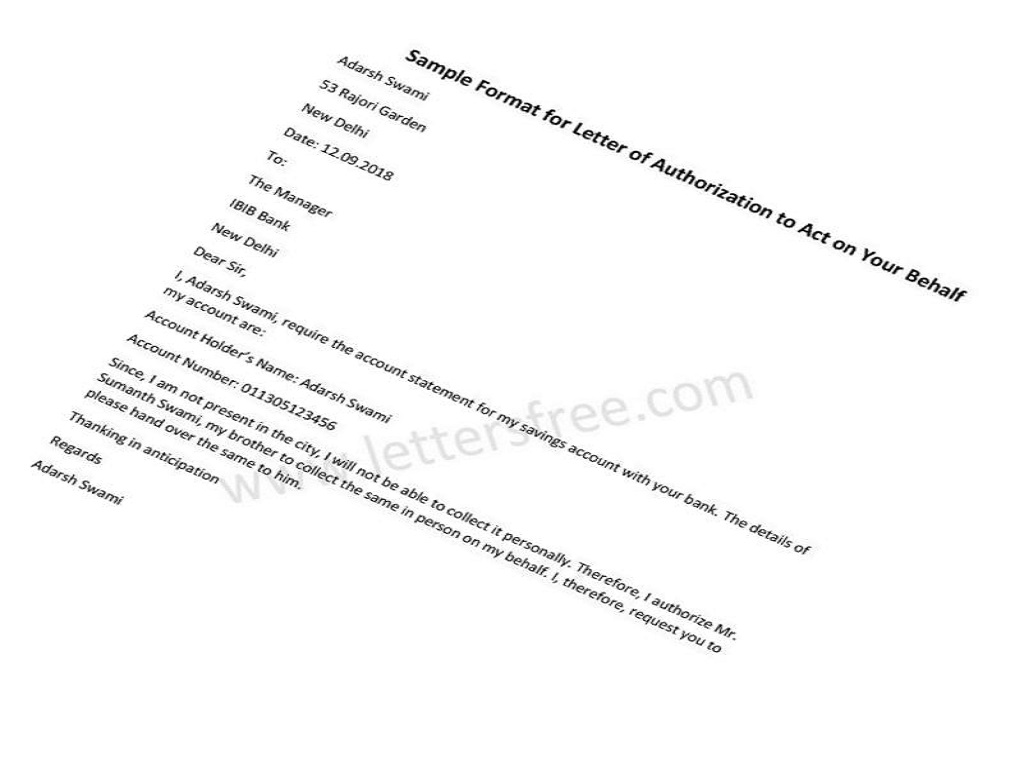 Sample Format for Letter of Authorization to Act on Your Behalf
Adarsh Swami
53 Rajori Garden
New Delhi
Date: 12.09.2018
To:
The Manager
IBIB Bank
New Delhi
Dear Sir,
I, Adarsh Swami, require the account statement for my savings account with your bank. The details of
my account are:
Account Holder's Name: Adarsh Swami
Account Number: 011305123456
Since, I am not present in the city, I will not be able to collect it personally. Therefore, I authorize Mr.
Sumanth Swami, my brother to collect the same in person on my behalf. I, therefore, request you to
please hand over the same to him.
Thanking in anticipation
Regards
Adarsh Swami
www.lettersfree.com